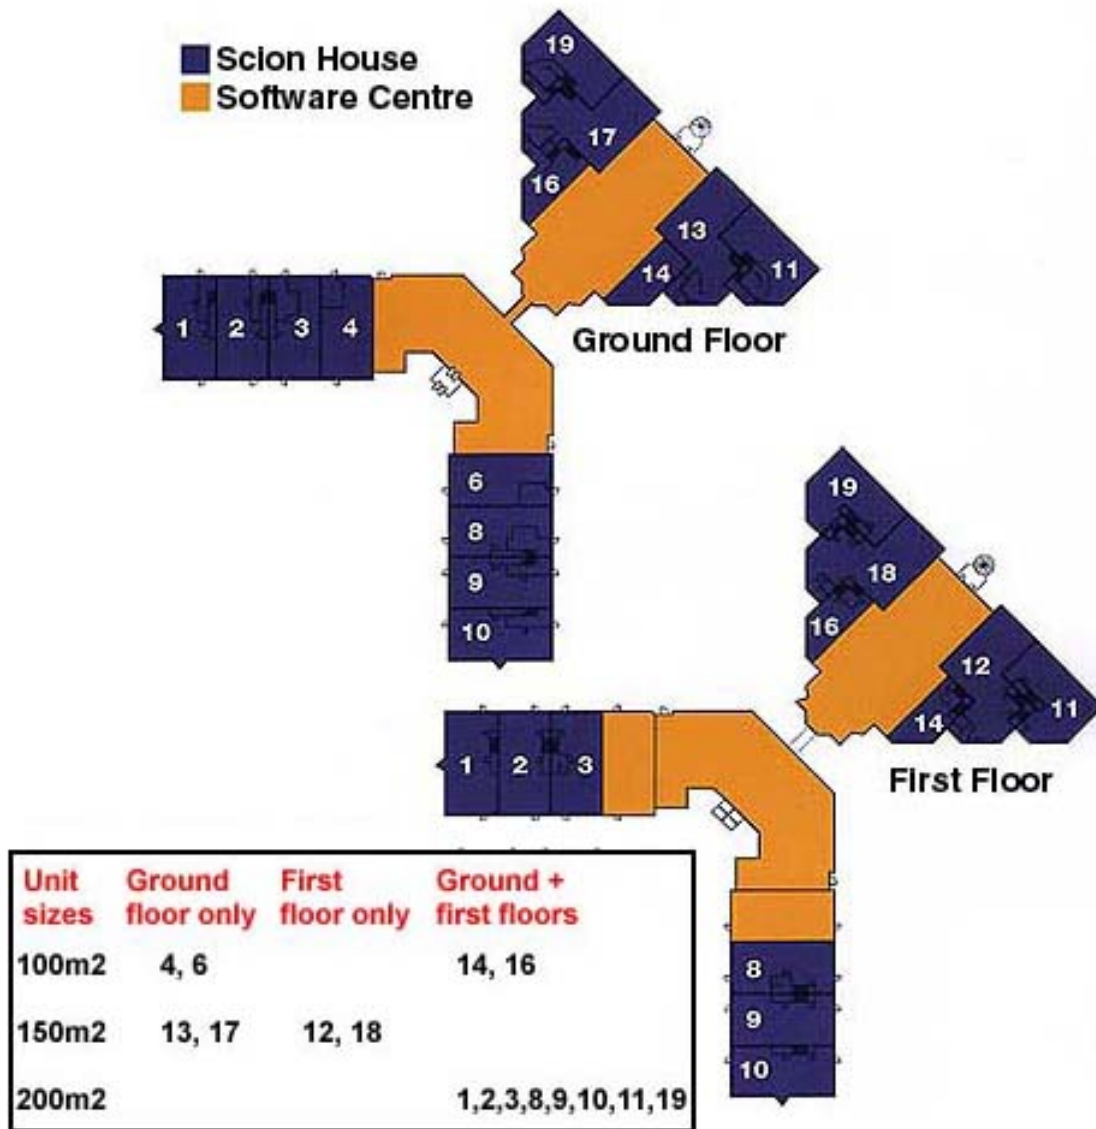 Scion House
Software Centre
19
17
16
13
14
11
1 2 3 4
Ground Floor
6
8
9
10
19
18
16
12
14
11
1 2 3
First Floor
8
9
10
Unit sizes Ground floor only First floor only Ground + first floors
100m2 4, 6 14, 16
150m2 13, 17 12, 18
200m2 1,2,3,8,9,10,11,19